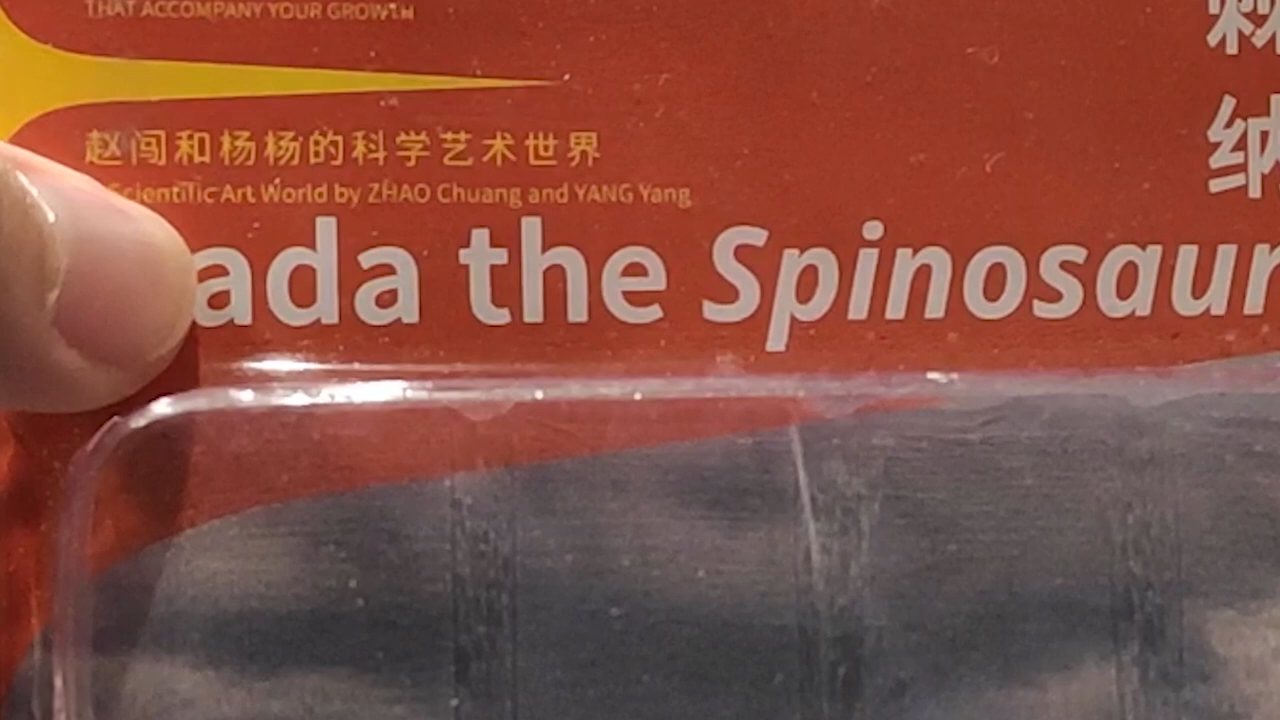 THAT ACCOMPANY YOUR GROWTH
赵闯和杨杨的科学艺术世界
Scientific Art World by ZHAO Chuang and YANG Yang
ada the Spinosaur
纳